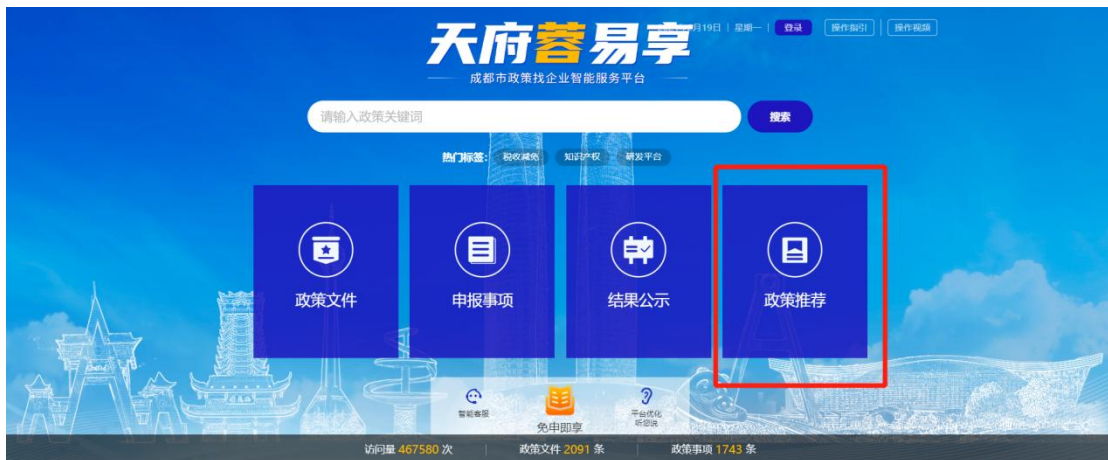 天府蓉易享
月19日 | 星期一 | 登录 操作指引 操作视频
成都市政策找企业智能服务平台
请输入政策关键词 搜索
热门标签： 税收减免 知识产权 研发平台
政策文件 申报事项 结果公示 政策推荐
智能客服 免申即享 平台优化
听您说
访问量 467580 次 政策文件 2091 条 政策事项 1743 条